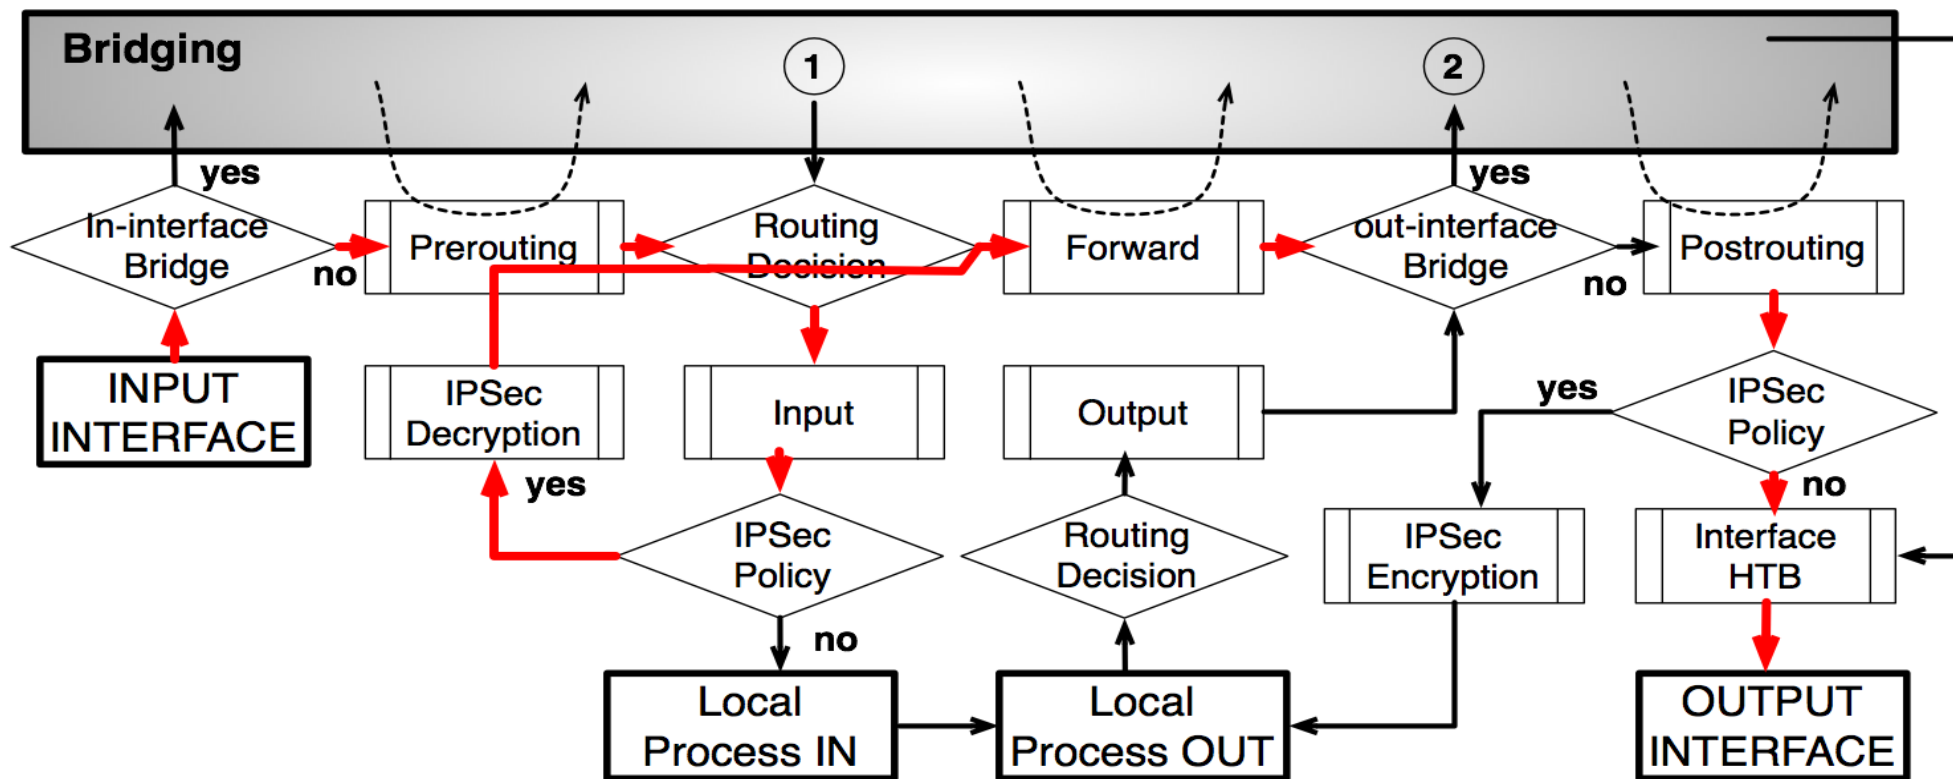 Bridging
1
2
yes
yes
In-interface
Bridge
no
Prerouting
Routing
Decision
Forward
out-interface
Bridge
no
Postrouting
INPUT
INTERFACE
IPSec
Decryption
Input
Output
yes
IPSec
Policy
yes
no
IPSec
Policy
Routing
Decision
IPSec
Encryption
Interface
HTB
no
Local
Process IN
Local
Process OUT
OUTPUT
INTERFACE